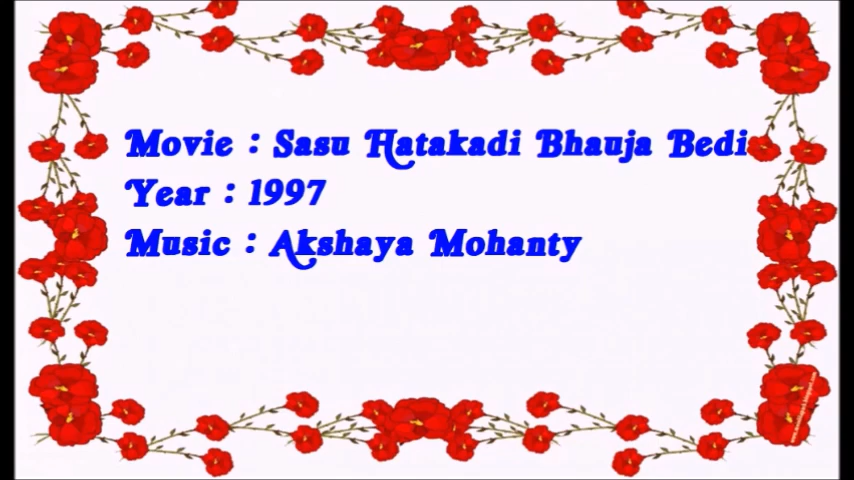 Movie : Sasu Hatakadi Bhauja Bedi
Year : 1997
Music : Akshaya Mohanty